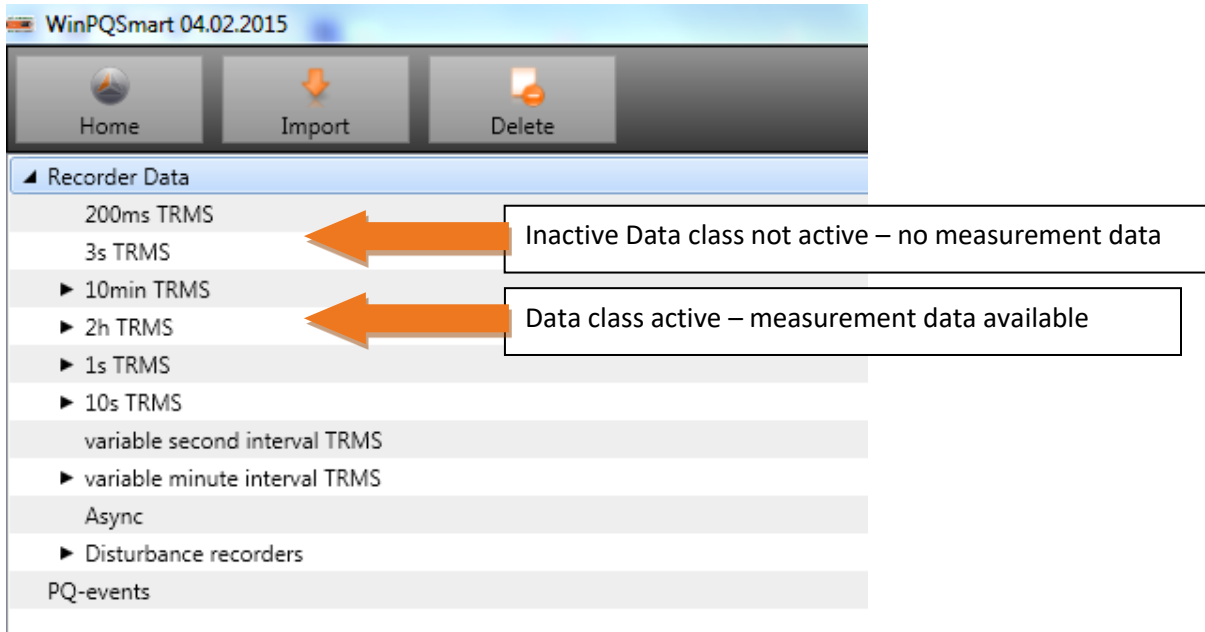 WinPQSmart 04.02.2015
Home Import Delete
Recorder Data
200ms TRMS
Inactive Data class not active – no measurement data
3s TRMS
10min TRMS
Data class active – measurement data available
2h TRMS
1s TRMS
10s TRMS
variable second interval TRMS
variable minute interval TRMS
Async
Disturbance recorders
PQ-events